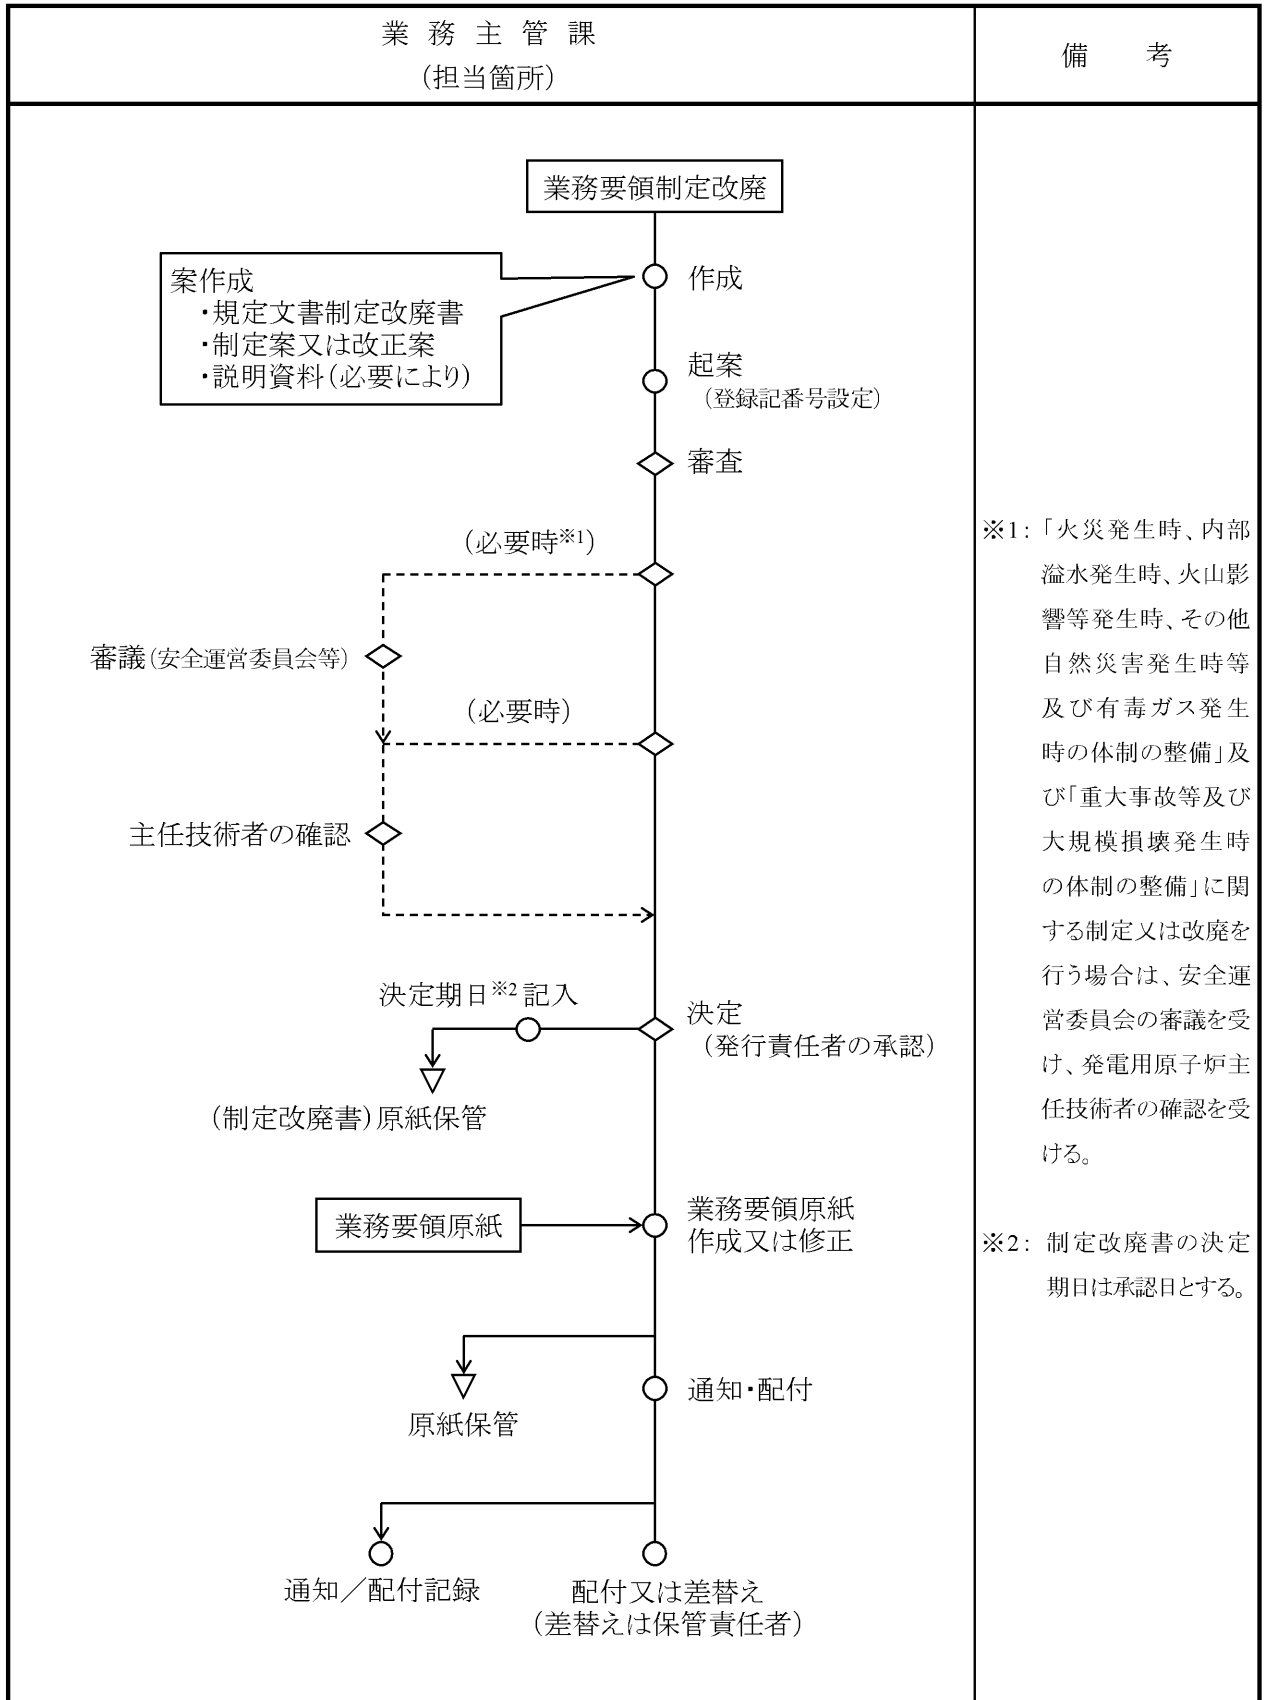 業務主管課
(担当箇所)
備考
業務要領制定改廃
案作成
・規定文書制定改廃書
・制定案又は改正案
・説明資料(必要により)
作成
起案
(登録記番号設定)
審査
(必要時※1)
審議(安全運営委員会等)
(必要時)
主任技術者の確認
決定期日※2記入
決定
(発行責任者の承認)
(制定改廃書)原紙保管
業務要領原紙
業務要領原紙
作成又は修正
原紙保管
通知・配付
通知/配付記録
配付又は差替え
(差替えは保管責任者)
※1:「火災発生時、内部
溢水発生時、火山影
響等発生時、その他
自然災害発生時等
及び有毒ガス発生
時の体制の整備」及
び「重大事故等及び
大規模損壊発生時
の体制の整備」に関
する制定又は改廃を
行う場合は、安全運
営委員会の審議を受
け、発電用原子炉主
任技術者の確認を受
ける。
※2: 制定改廃書の決定
期日は承認日とする。